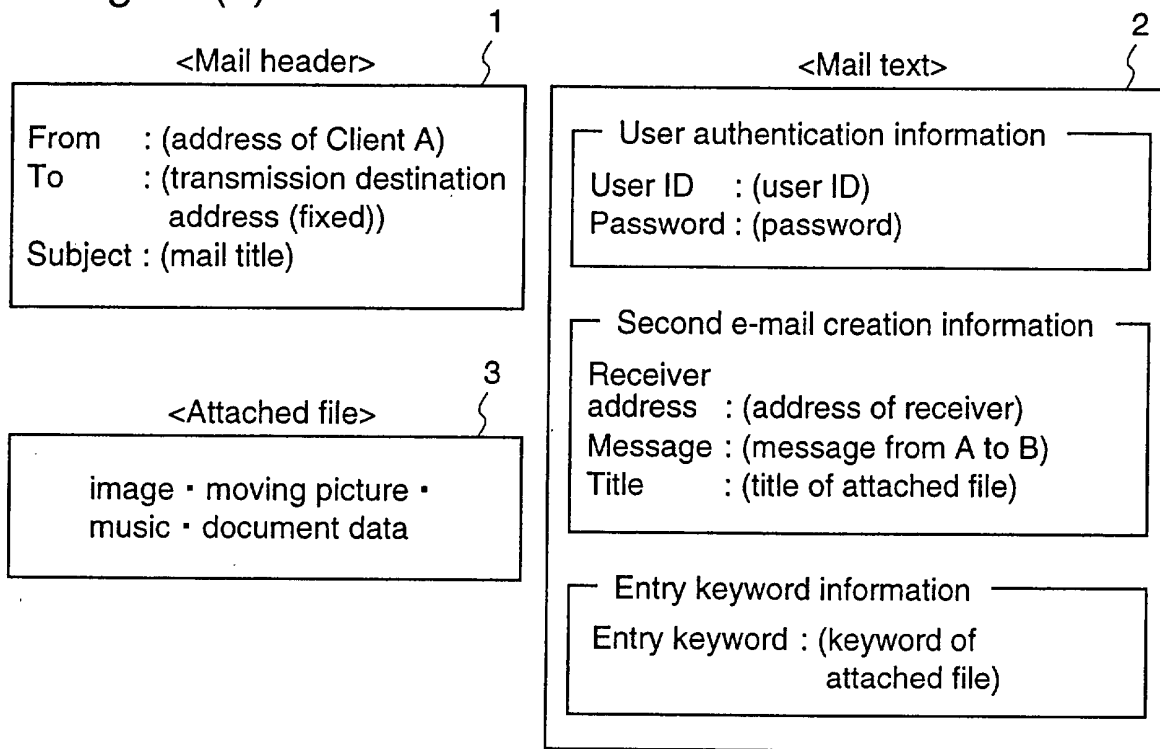 1
<Mail header>
From : (address of Client A)
To : (transmission destination
address (fixed))
Subject : (mail title)
3
<Attached file>
image ・ moving picture ・
music ・ document data
2
<Mail text>
User authentication information
User ID : (user ID)
Password : (password)
Second e-mail creation information
Receiver
address : (address of receiver)
Message : (message from A to B)
Title : (title of attached file)
Entry keyword information
Entry keyword : (keyword of
attached file)